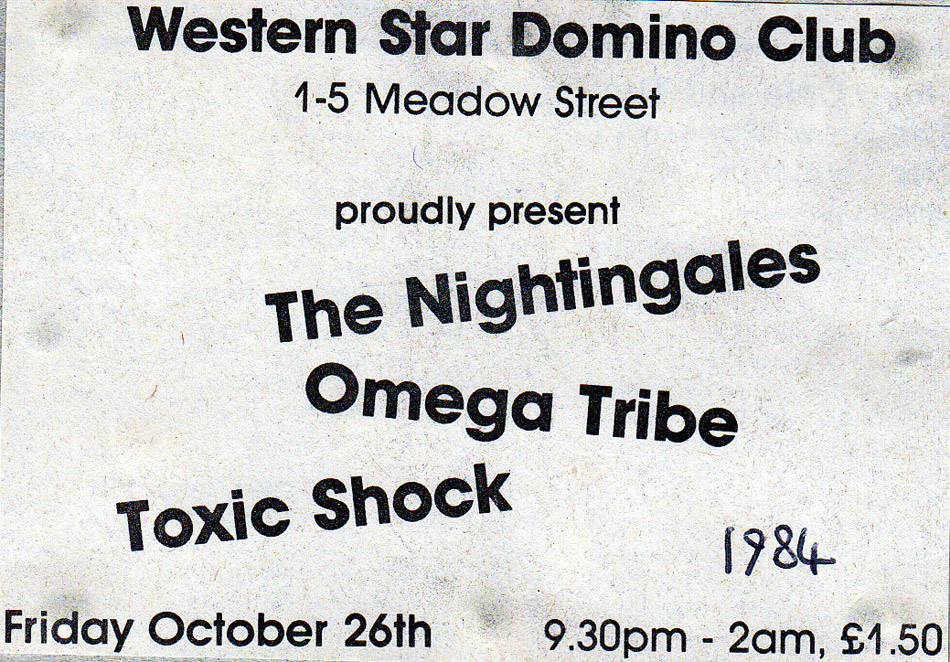 Western Star Domino Club
1-5 Meadow Street
proudly present
The Nightingales
Omega Tribe
Toxic Shock
1984
Friday October 26th
9.30pm - 2am, £1.50